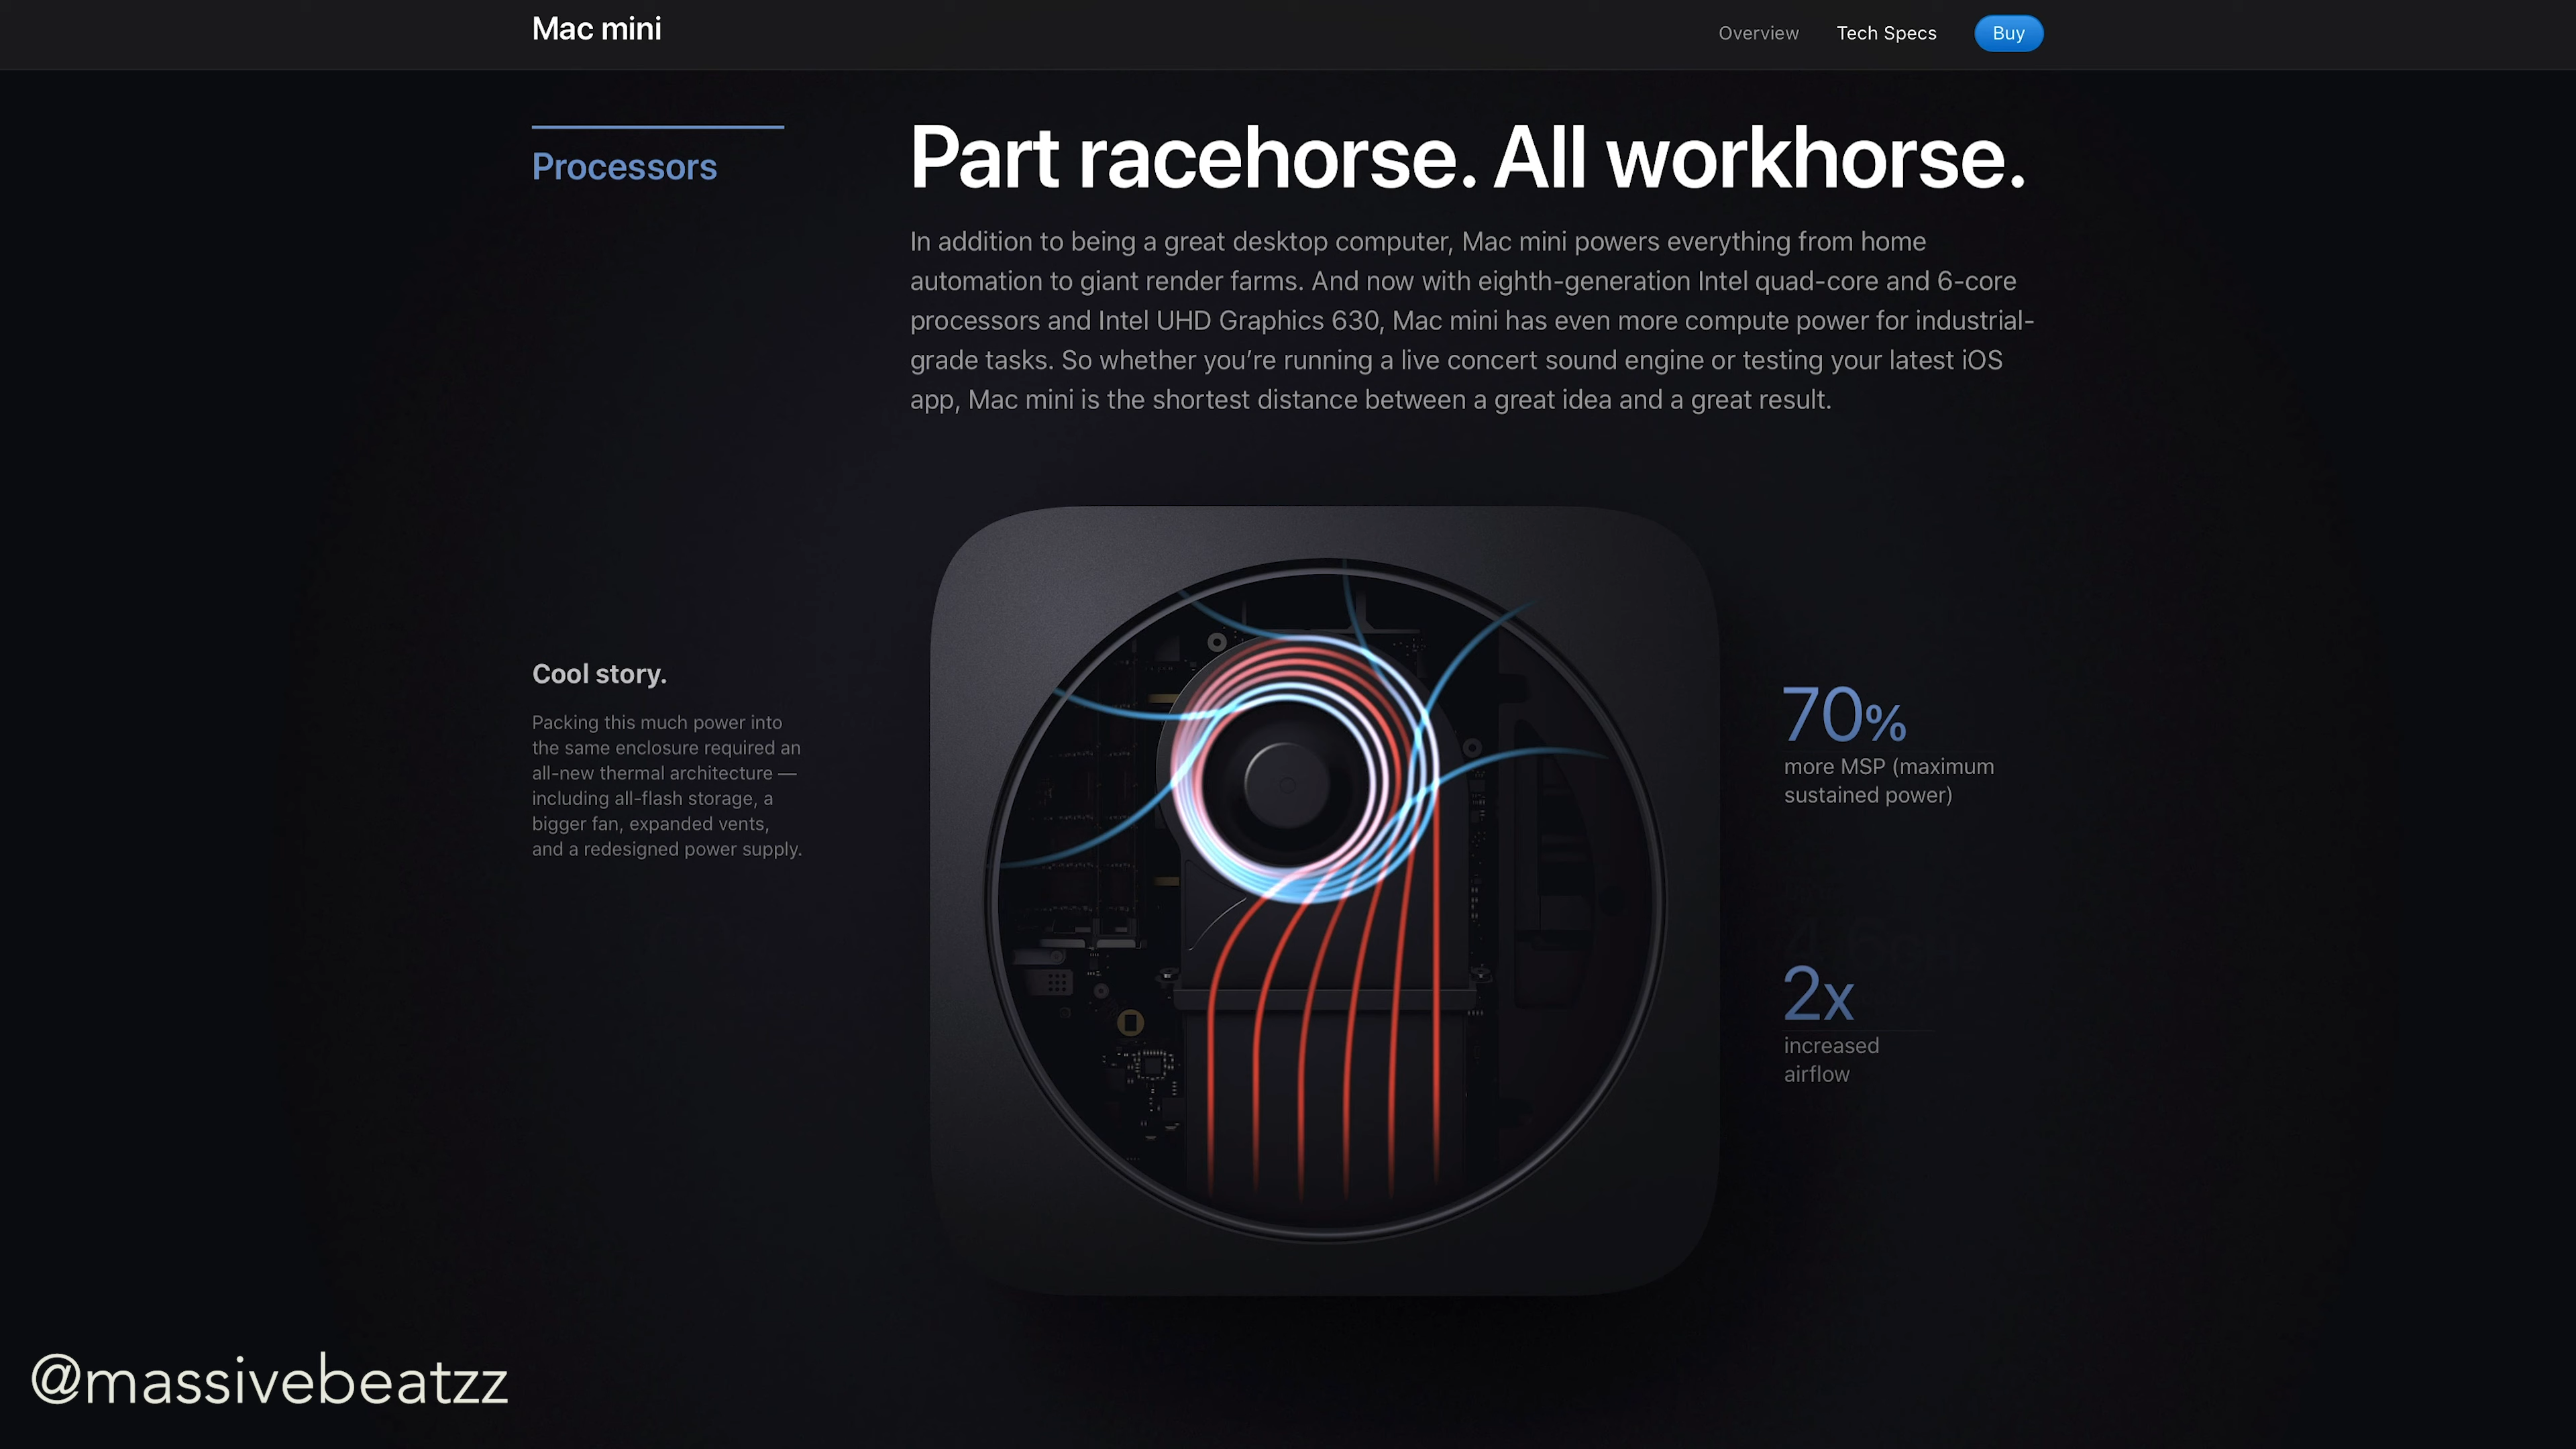 Mac mini
Overview
Tech Specs
Buy
Processors
Part racehorse. All workhorse.
In addition to being a great desktop computer, Mac mini powers everything from home
automation to giant render farms. And now with eighth-generation Intel quad-core and 6-core
processors and Intel UHD Graphics 630, Mac mini has even more compute power for industrial-
grade tasks. So whether you’re running a live concert sound engine or testing your latest iOS
app, Mac mini is the shortest distance between a great idea and a great result.
Cool story.
Packing this much power into
the same enclosure required an
all-new thermal architecture —
including all-flash storage, a
bigger fan, expanded vents,
and a redesigned power supply.
70%
more MSP (maximum
sustained power)
2x
increased
airflow
@massivebeatzz